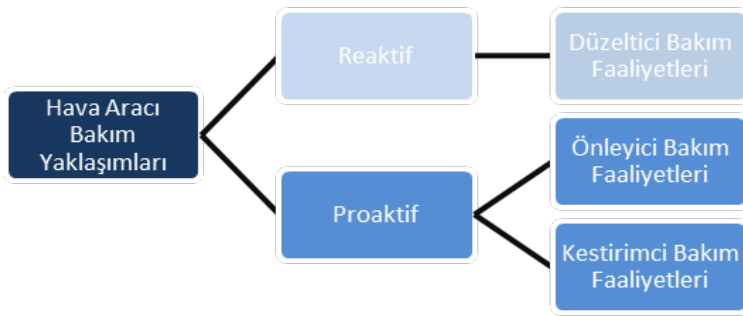 Hava Aracı
Bakım
Yaklaşımları
Reaktif
Düzeltici Bakım
Faaliyetleri
Proaktif
Önleyici Bakım
Faaliyetleri
Kestirimci Bakım
Faaliyetleri